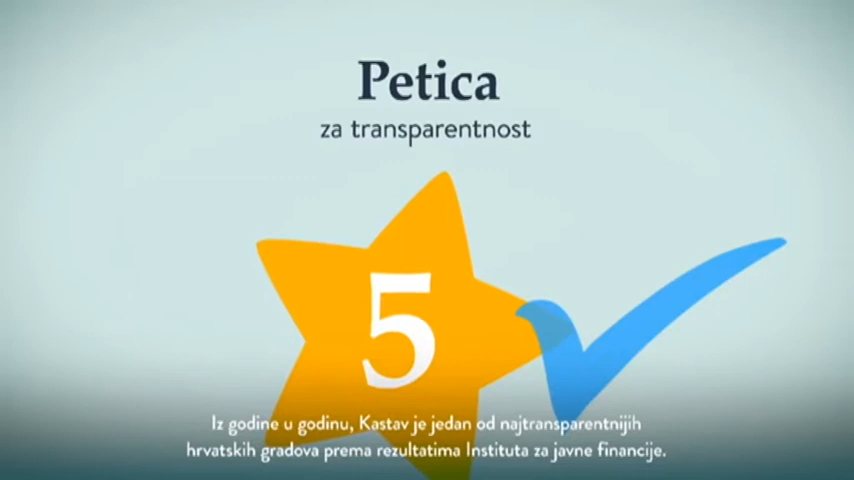 Petica
za transparentnost
5
Iz godine u godinu, Kastav je jedan od najtransparentnijih
hrvatskih gradova prema rezultatima Instituta za javne financije.